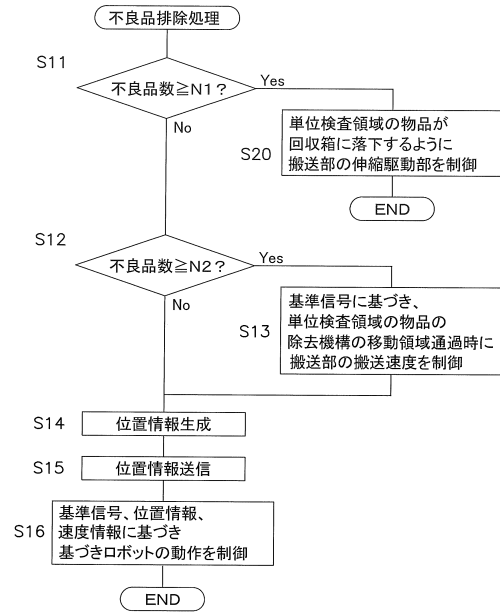 不良品排除処理
S11
不良品数≧N1?
Yes
No
S20
単位検査領域の物品が
回収箱に落下するように
搬送部の伸縮駆動部を制御
END
S12
不良品数≧N2?
Yes
No
S13
基準信号に基づき、
単位検査領域の物品の
除去機構の移動領域通過時に
搬送部の搬送速度を制御
S14
位置情報生成
S15
位置情報送信
S16
基準信号、位置情報、
速度情報に基づき
基づきロボットの動作を制御
END